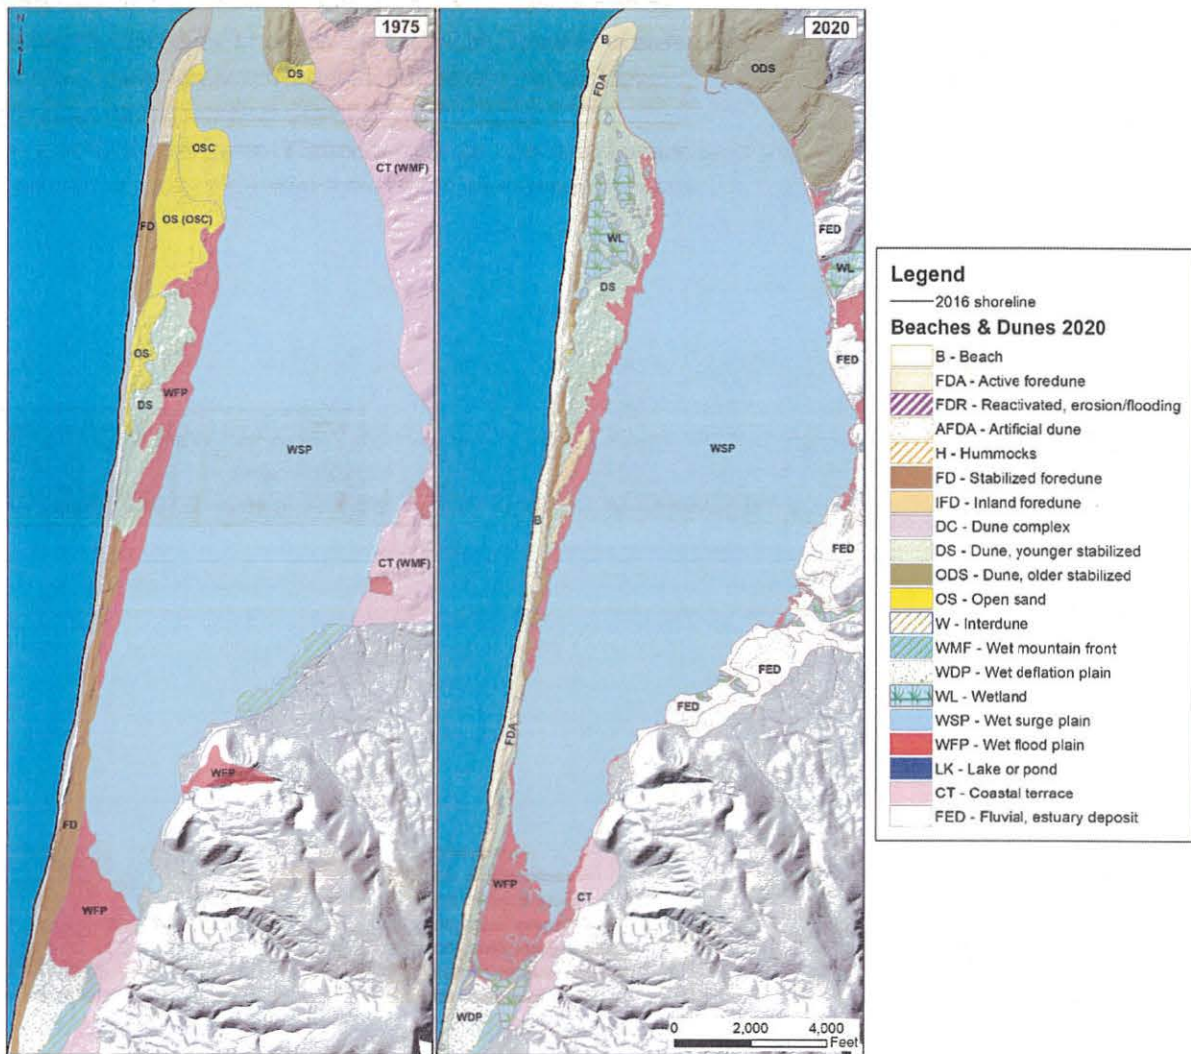 N
1975
DS
OSC
CT (WMF)
FD
OS (OSC)
OS
WFP
DS
WSP
CT (WMF)
WFP
FD
WFP
2020
B
ODS
FDA
FED
WL
WL
DS
FED
WSP
B
FED
FED
FED
FDA
WFP
CT
WDP
0 2,000 4,000
Feet
Legend
2016 shoreline
Beaches & Dunes 2020
B - Beach
FDA - Active foredune
FDR - Reactivated, erosion/flooding
AFDA - Artificial dune
H - Hummocks
FD - Stabilized foredune
IFD - Inland foredune
DC - Dune complex
DS - Dune, younger stabilized
ODS - Dune, older stabilized
OS - Open sand
W - Interdune
WMF - Wet mountain front
WDP - Wet deflation plain
WL - Wetland
WSP - Wet surge plain
WFP - Wet flood plain
LK - Lake or pond
CT - Coastal terrace
FED - Fluvial, estuary deposit